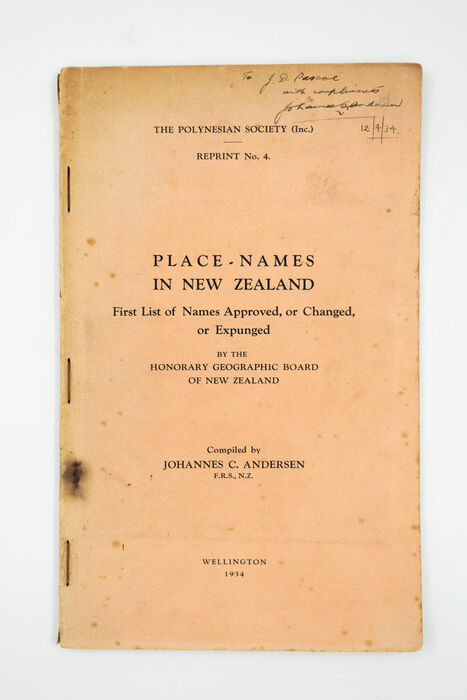 To J. D. Pascoe
with compliments
Johannes C. Andersen
12/4/34
THE POLYNESIAN SOCIETY (Inc.)
REPRINT No. 4.
PLACE-NAMES
IN NEW ZEALAND
First List of Names Approved, or Changed,
or Expunged
BY THE
HONORARY GEOGRAPHIC BOARD
OF NEW ZEALAND
Compiled by
JOHANNES C. ANDERSEN
F.R.S., N.Z.
WELLINGTON
1934